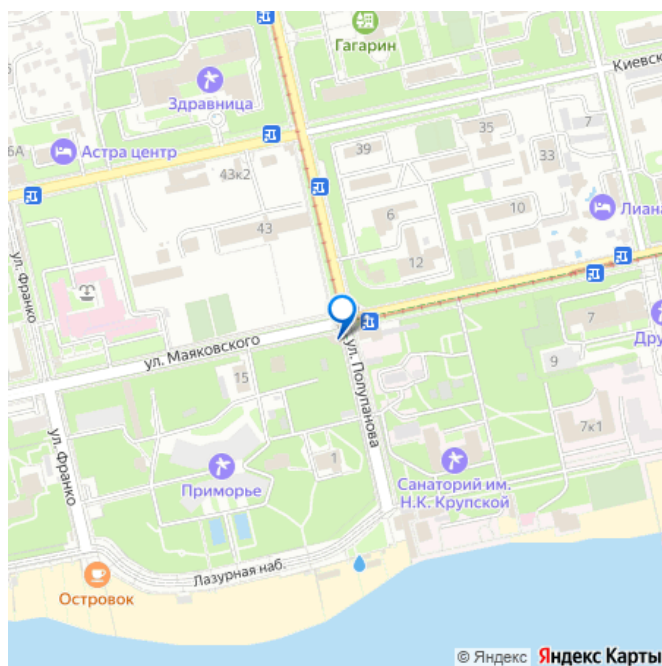 Гагарин
Здравница
Киевск
Астра центр
6А
43к2
39
35
7
33
6
10
Лиана
43
12
ул. Франко
ул. Маяковского
ул. Полупанова
7
Дру
9
15
7к1
ул. Франко
Приморье
1
Санаторий им.
Н.К. Крупской
Лазурная наб.
Островок
© Яндекс Яндекс Карты